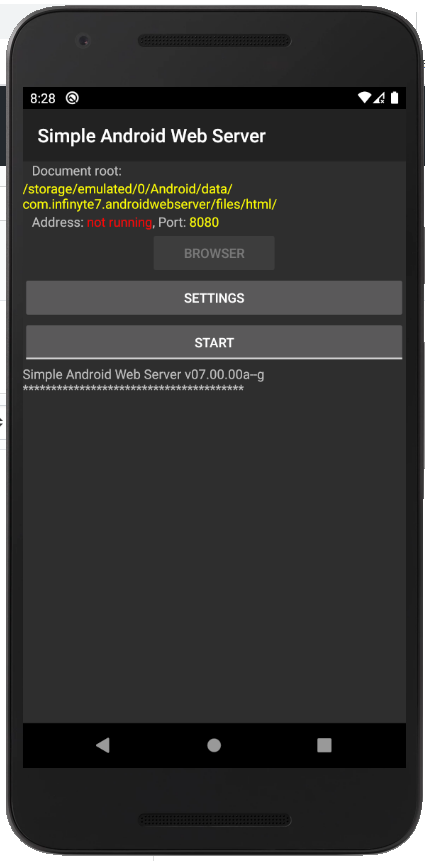 8:28
Simple Android Web Server
Document root:
/storage/emulated/0/Android/data/
com.infinyte7.androidwebserver/files/html/
Address: not running, Port: 8080
BROWSER
SETTINGS
START
Simple Android Web Server v07.00.00a--g
***************************************